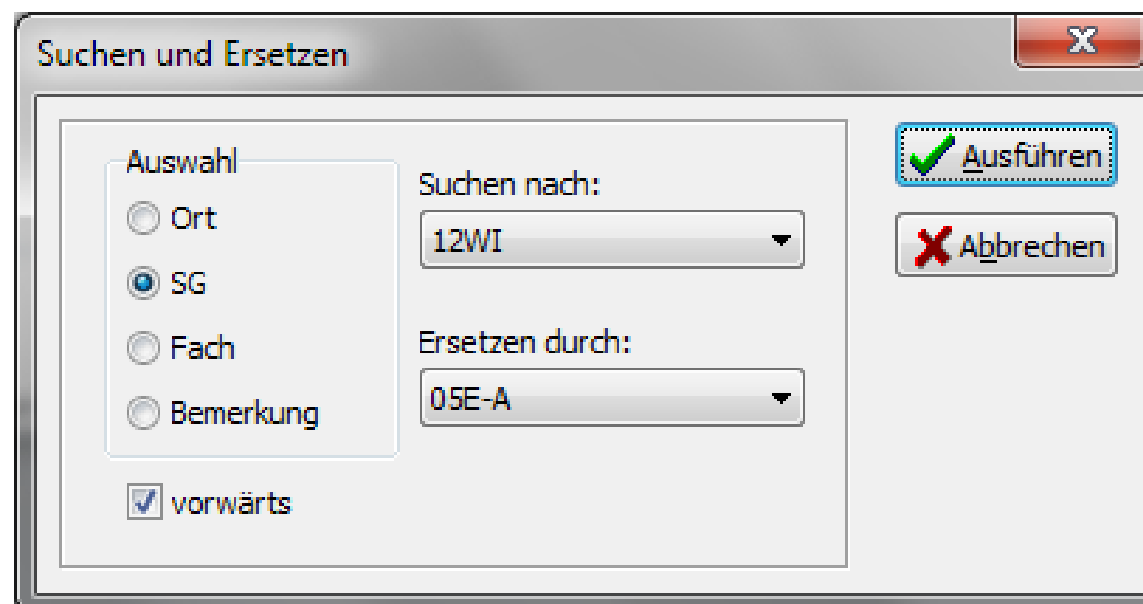 Suchen und Ersetzen
Auswahl
Ort
SG
Fach
Bemerkung
vorwärts
Suchen nach:
12WI
Ersetzen durch:
05E-A
Ausführen
Abbrechen